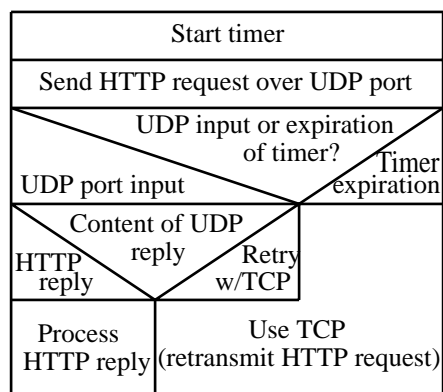 Start timer
Send HTTP request over UDP port
UDP input or expiration
of timer?
Timer
expiration
UDP port input
Content of UDP
reply
HTTP
reply
Retry
w/TCP
Process
HTTP reply
Use TCP
(retransmit HTTP request)